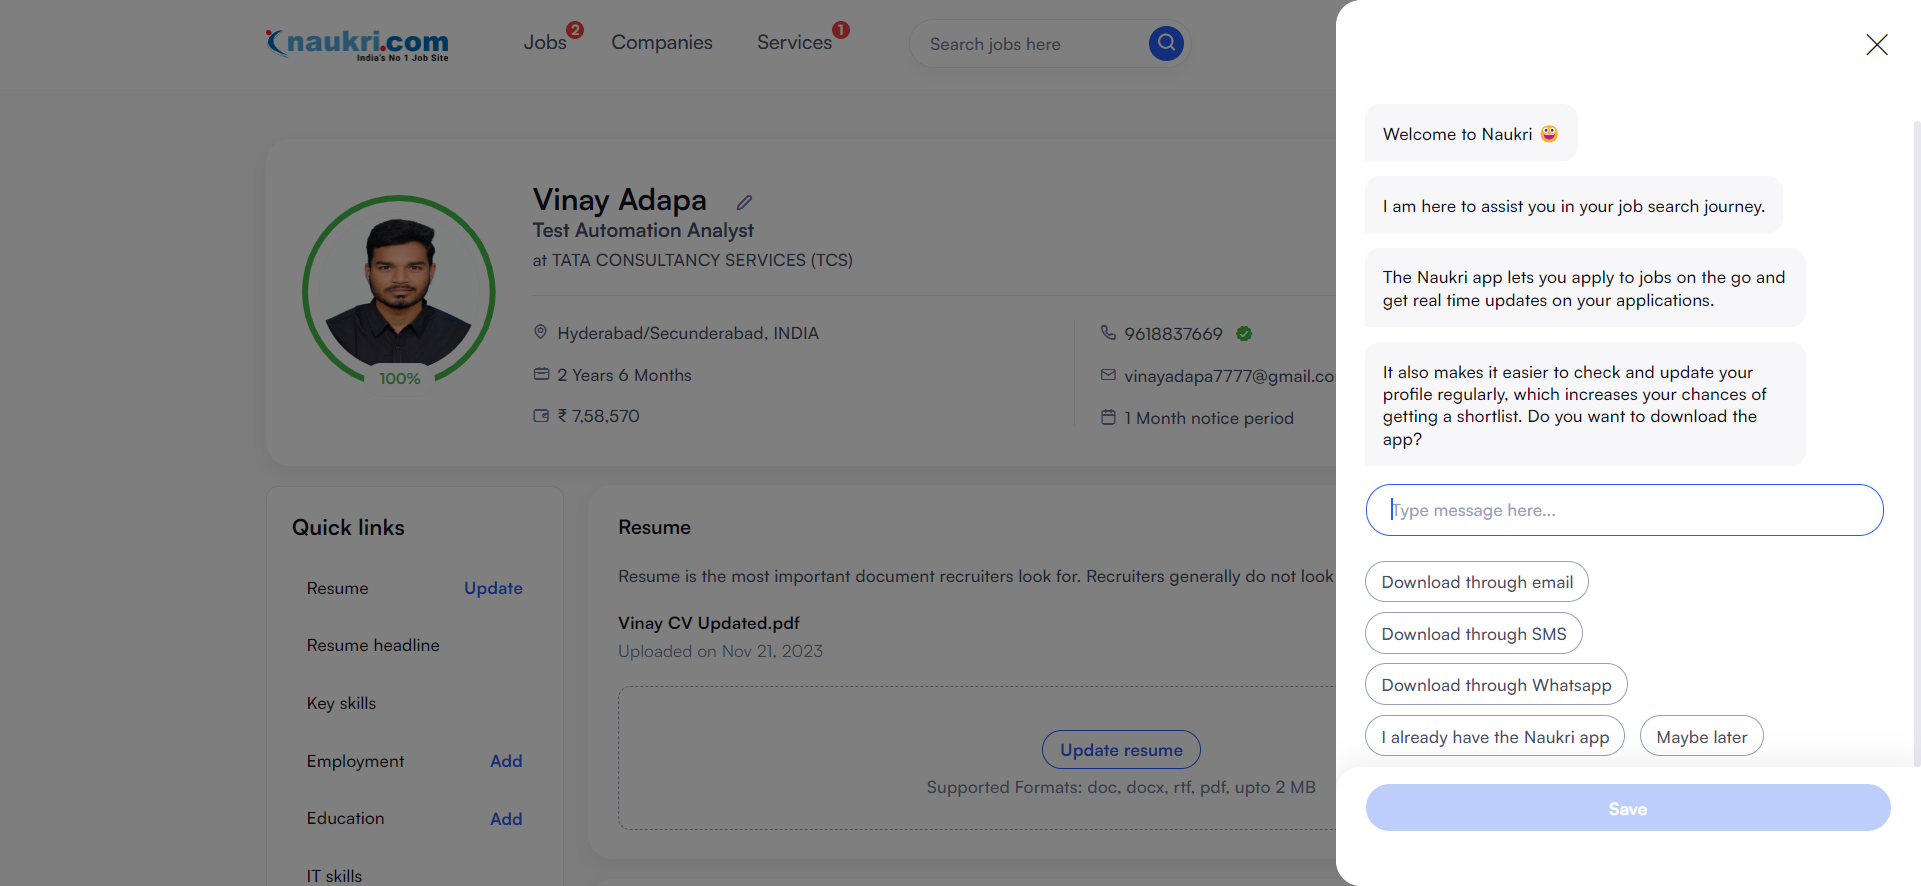 naukri.com
India's No 1 Job Site
Jobs
2
Companies
Services
1
Search jobs here
Vinay Adapa
Test Automation Analyst
at TATA CONSULTANCY SERVICES (TCS)
100%
Hyderabad/Secunderabad, INDIA
2 Years 6 Months
₹ 7,58,570
9618837669
vinayadapa7777@gmail.co
1 Month notice period
Quick links
Resume Update
Resume headline
Key skills
Employment Add
Education Add
IT skills
Resume
Resume is the most important document recruiters look for. Recruiters generally do not look
Vinay CV Updated.pdf
Uploaded on Nov 21, 2023
Update resume
Supported Formats: doc, docx, rtf, pdf, upto 2 MB
Welcome to Naukri
I am here to assist you in your job search journey.
The Naukri app lets you apply to jobs on the go and
get real time updates on your applications.
It also makes it easier to check and update your
profile regularly, which increases your chances of
getting a shortlist. Do you want to download the
app?
Type message here...
Download through email
Download through SMS
Download through Whatsapp
I already have the Naukri app
Maybe later
Save